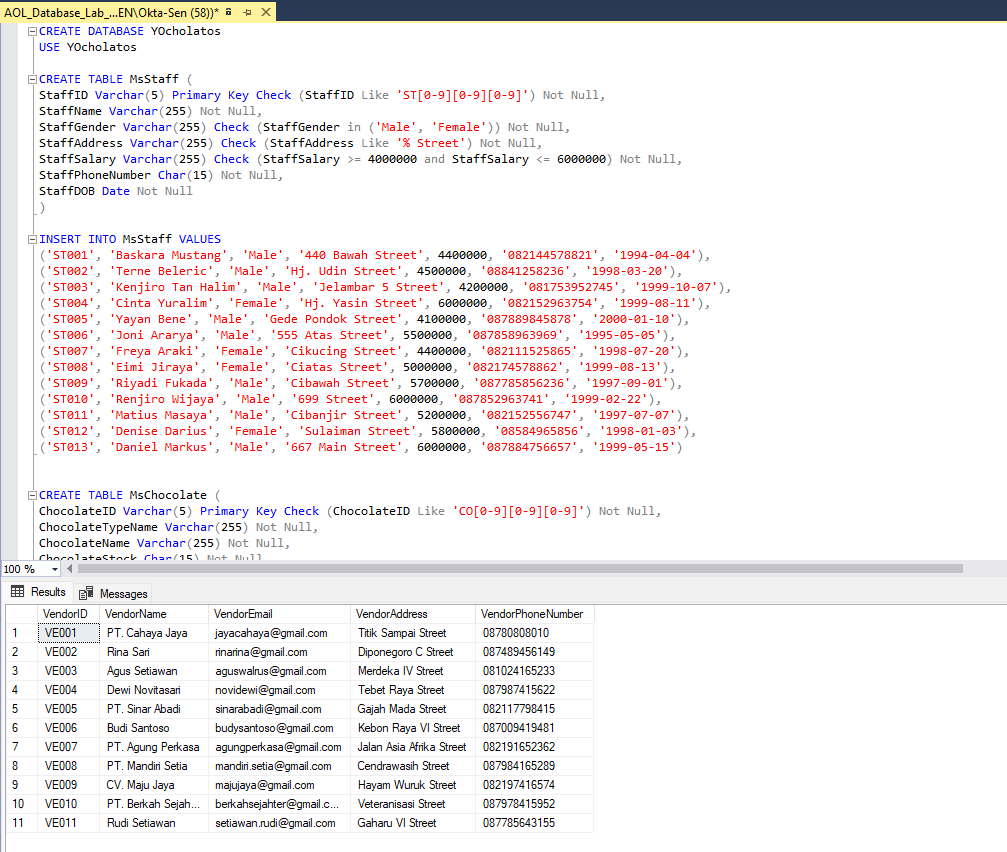 AOL_Database_Lab_...EN\Okta-Sen (58))*
CREATE DATABASE YOcholatos
USE YOcholatos
CREATE TABLE MsStaff (
StaffID Varchar(5) Primary Key Check (StaffID Like 'ST[0-9][0-9][0-9]') Not Null,
StaffName Varchar(255) Not Null,
StaffGender Varchar(255) Check (StaffGender in ('Male', 'Female')) Not Null,
StaffAddress Varchar(255) Check (StaffAddress Like '% Street') Not Null,
StaffSalary Varchar(255) Check (StaffSalary >= 4000000 and StaffSalary <= 6000000) Not Null,
StaffPhoneNumber Char(15) Not Null,
StaffDOB Date Not Null
)
INSERT INTO MsStaff VALUES
('ST001', 'Baskara Mustang', 'Male', '440 Bawah Street', 4400000, '082144578821', '1994-04-04'),
('ST002', 'Terne Beleric', 'Male', 'Hj. Udin Street', 4500000, '08841258236', '1998-03-20'),
('ST003', 'Kenjiro Tan Halim', 'Male', 'Jelambar 5 Street', 4200000, '081753952745', '1999-10-07'),
('ST004', 'Cinta Yuralim', 'Female', 'Hj. Yasin Street', 6000000, '082152963754', '1999-08-11'),
('ST005', 'Yayan Bene', 'Male', 'Gede Pondok Street', 4100000, '087889845878', '2000-01-10'),
('ST006', 'Joni Ararya', 'Male', '555 Atas Street', 5500000, '087858963969', '1995-05-05'),
('ST007', 'Freya Araki', 'Female', 'Cikucing Street', 4400000, '082111525865', '1998-07-20'),
('ST008', 'Eimi Jiraya', 'Female', 'Ciatas Street', 5000000, '082174578862', '1999-08-13'),
('ST009', 'Riyadi Fukada', 'Male', 'Cibawah Street', 5700000, '087785856236', '1997-09-01'),
('ST010', 'Renjiro Wijaya', 'Male', '699 Street', 6000000, '087852963741', '1999-02-22'),
('ST011', 'Matius Masaya', 'Male', 'Cibanjir Street', 5200000, '082152556747', '1997-07-07'),
('ST012', 'Denise Darius', 'Female', 'Sulaiman Street', 5800000, '08584965856', '1998-01-03'),
('ST013', 'Daniel Markus', 'Male', '667 Main Street', 6000000, '087884756657', '1999-05-15')
CREATE TABLE MsChocolate (
ChocolateID Varchar(5) Primary Key Check (ChocolateID Like 'CO[0-9][0-9][0-9]') Not Null,
ChocolateTypeName Varchar(255) Not Null,
ChocolateName Varchar(255) Not Null,
ChocolateStock Char(15) Not Null
100 %
Results Messages
VendorID VendorName VendorEmail VendorAddress VendorPhoneNumber
1 VE001 PT. Cahaya Jaya jayacahaya@gmail.com Titik Sampai Street 08780808010
2 VE002 Rina Sari rinarina@gmail.com Diponegoro C Street 087489456149
3 VE003 Agus Setiawan aguswalrus@gmail.com Merdeka IV Street 081024165233
4 VE004 Dewi Novitasari novidewi@gmail.com Tebet Raya Street 087987415622
5 VE005 PT. Sinar Abadi sinarabadi@gmail.com Gajah Mada Street 082117798415
6 VE006 Budi Santoso budysantoso@gmail.com Kebon Raya VI Street 087009419481
7 VE007 PT. Agung Perkasa agungperkasa@gmail.com Jalan Asia Afrika Street 082191652362
8 VE008 PT. Mandiri Setia mandiri.setia@gmail.com Cendrawasih Street 087984165289
9 VE009 CV. Maju Jaya majujaya@gmail.com Hayam Wuruk Street 082197416574
10 VE010 PT. Berkah Sejah... berkahsejahter@gmail.c... Veteranisasi Street 087978415952
11 VE011 Rudi Setiawan setiawan.rudi@gmail.com Gaharu VI Street 087785643155